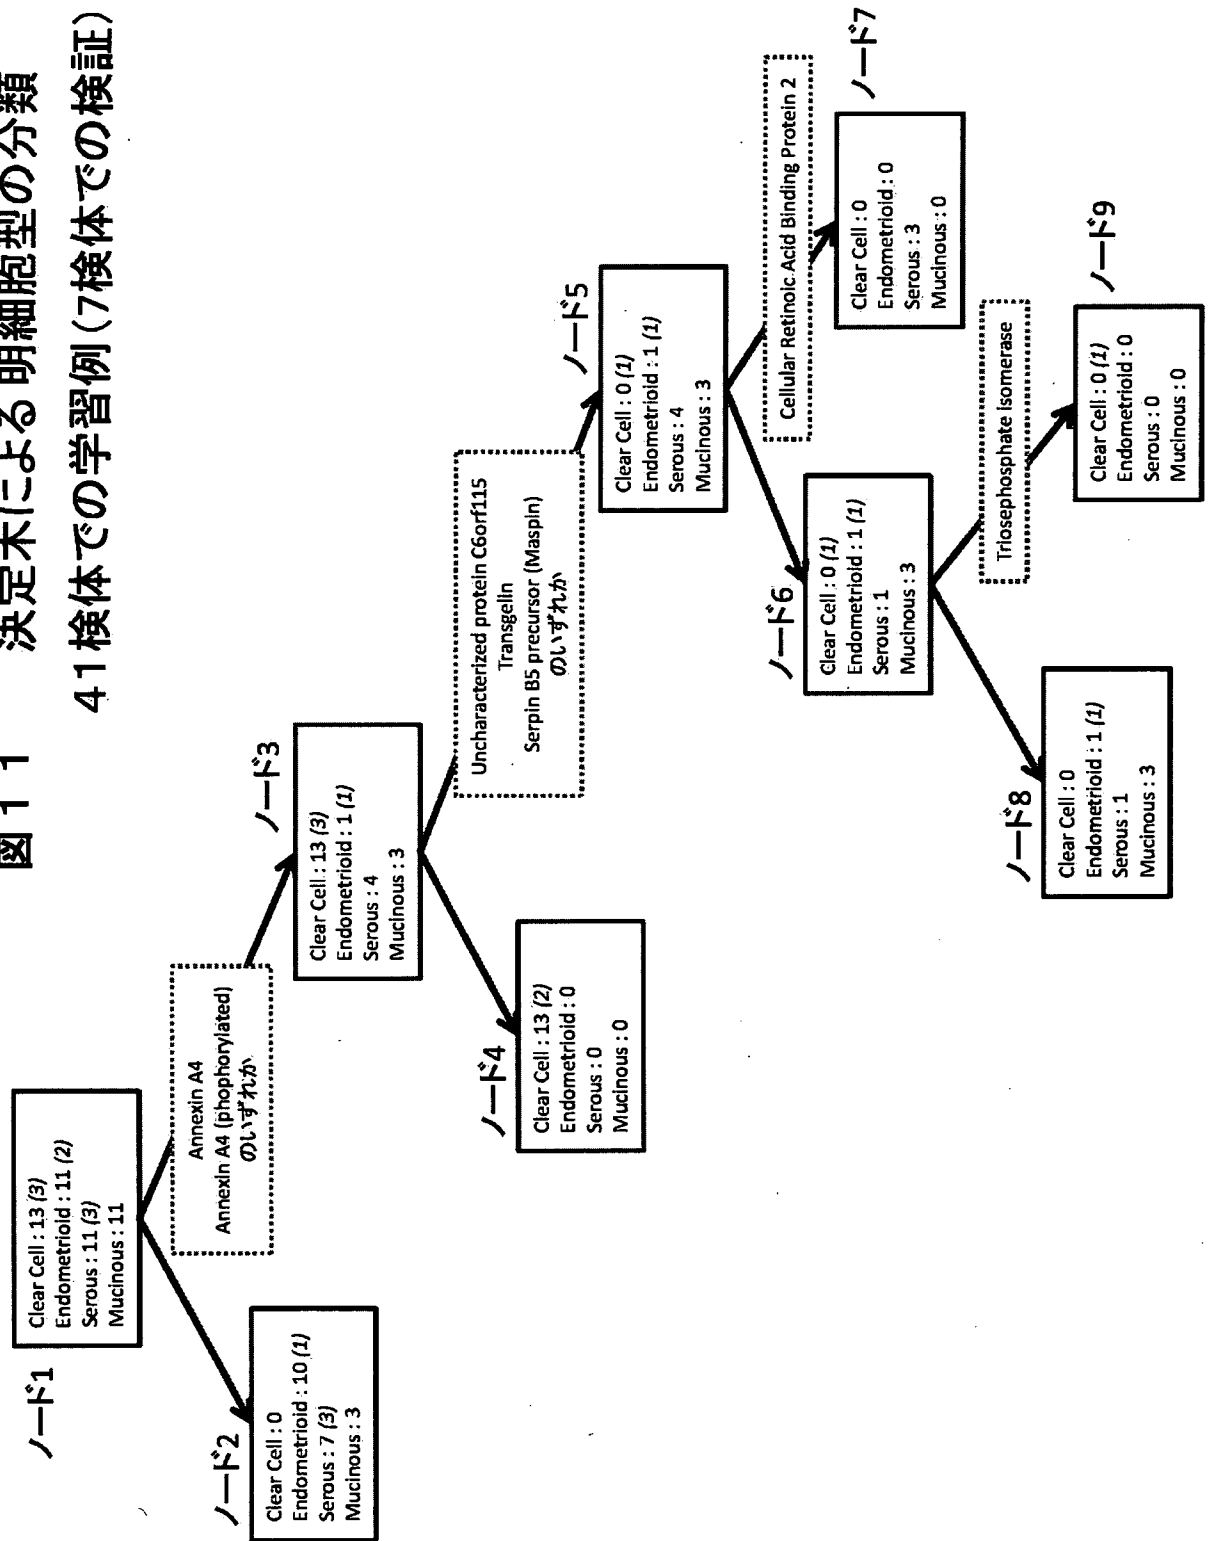 図１１　決定木による明細胞型の分類
４１検体での学習例（７検体での検証）
ノード1
Clear Cell : 13 (3)
Endometrioid : 11 (2)
Serous : 11 (3)
Mucinous : 11
Annexin A4
Annexin A4 (phophorylated)
のいずれか
ノード2
Clear Cell : 0
Endometrioid : 10 (1)
Serous : 7 (3)
Mucinous : 3
ノード3
Clear Cell : 13 (3)
Endometrioid : 1 (1)
Serous : 4
Mucinous : 3
Uncharacterized protein C6orf115
Transgelin
Serpin B5 precursor (Maspin)
のいずれか
ノード4
Clear Cell : 13 (2)
Endometrioid : 0
Serous : 0
Mucinous : 0
ノード5
Clear Cell : 0 (1)
Endometrioid : 1 (1)
Serous : 4
Mucinous : 3
Cellular Retinoic Acid Binding Protein 2
ノード6
Clear Cell : 0 (1)
Endometrioid : 1 (1)
Serous : 1
Mucinous : 3
ノード7
Clear Cell : 0
Endometrioid : 0
Serous : 3
Mucinous : 0
Triosephosphate Isomerase
ノード8
Clear Cell : 0
Endometrioid : 1 (1)
Serous : 1
Mucinous : 3
ノード9
Clear Cell : 0 (1)
Endometrioid : 0
Serous : 0
Mucinous : 0